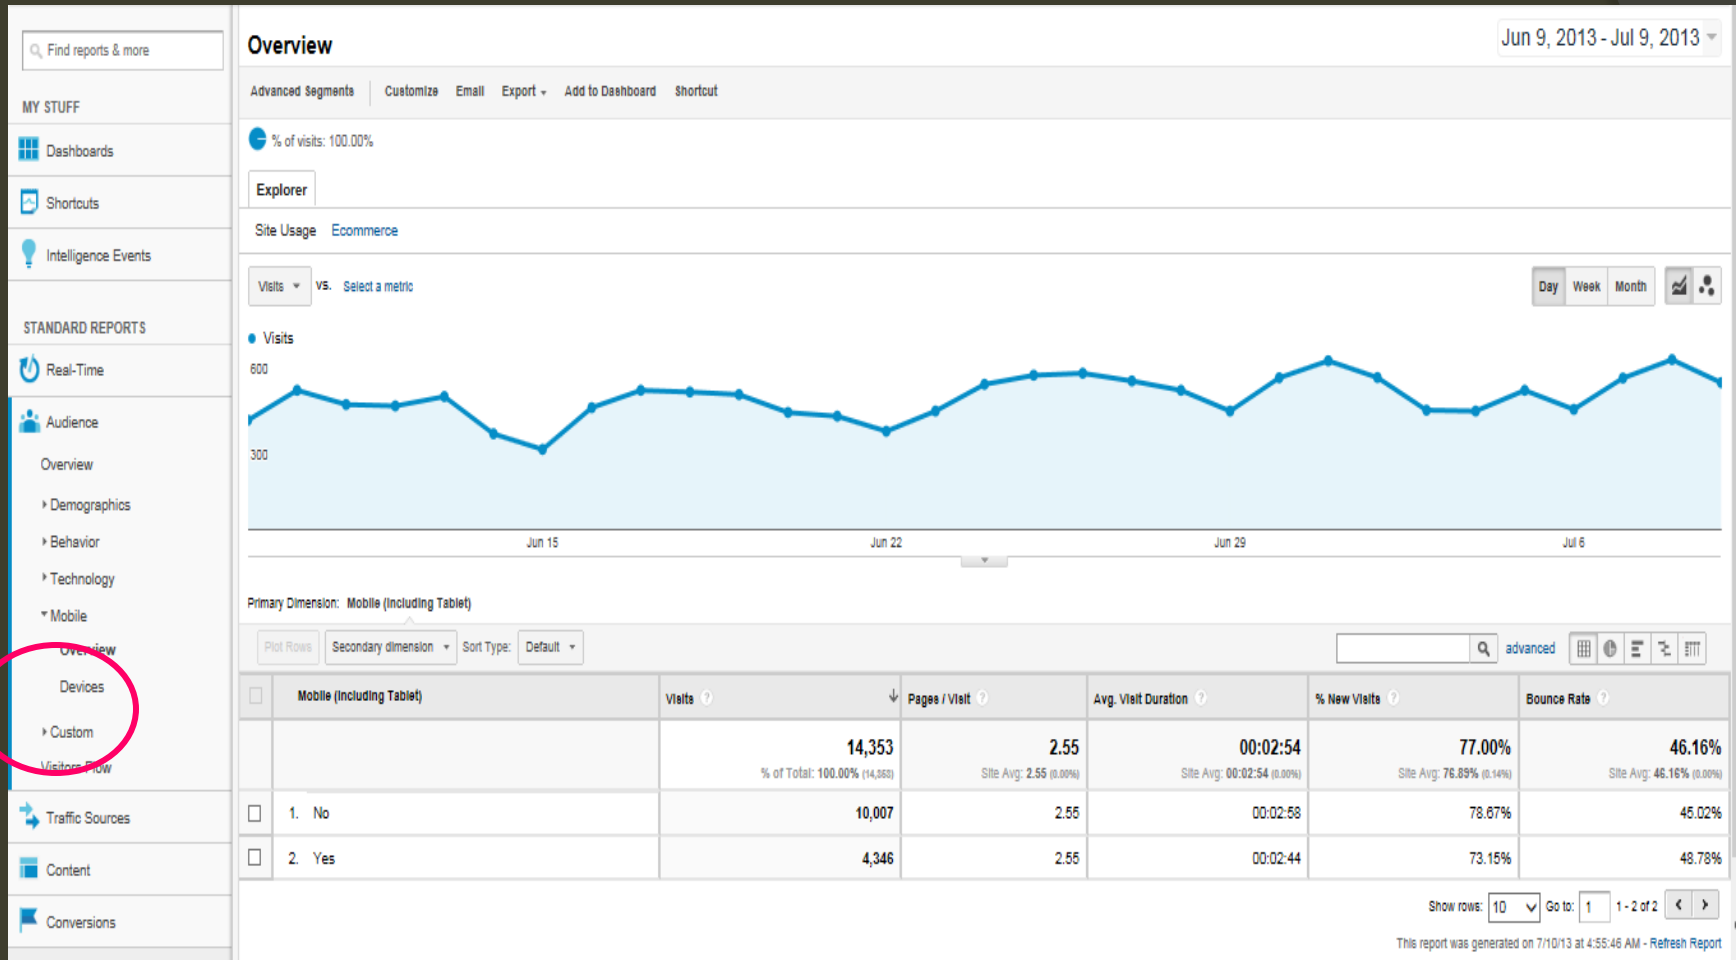 Find reports & more
MY STUFF
Dashboards
Shortcuts
Intelligence Events
STANDARD REPORTS
Real-Time
Audience
Overview
Demographics
Behavior
Technology
Mobile
Overview
Devices
Custom
Visitors Flow
Traffic Sources
Content
Conversions
Overview
Jun 9, 2013 - Jul 9, 2013
Advanced Segments Customize Email Export Add to Dashboard Shortcut
% of visits: 100.00%
Explorer
Site Usage Ecommerce
Visits VS. Select a metric
Day Week Month
Visits
600
300
Jun 15 Jun 22 Jun 29 Jul 6
Primary Dimension: Mobile (Including Tablet)
Plot Rows Secondary dimension Sort Type: Default
advanced
Mobile (Including Tablet) Visits ? Pages / Visit ? Avg. Visit Duration ? % New Visits ? Bounce Rate ?
14,353 2.55 00:02:54 77.00% 46.16%
% of Total: 100.00% (14,353) Site Avg: 2.55 (0.00%) Site Avg: 00:02:54 (0.00%) Site Avg: 76.89% (0.14%) Site Avg: 46.16% (0.00%)
1. No 10,007 2.55 00:02:58 78.67% 45.02%
2. Yes 4,346 2.55 00:02:44 73.15% 48.78%
Show rows: 10 Go to: 1 1 - 2 of 2
This report was generated on 7/10/13 at 4:55:46 AM - Refresh Report